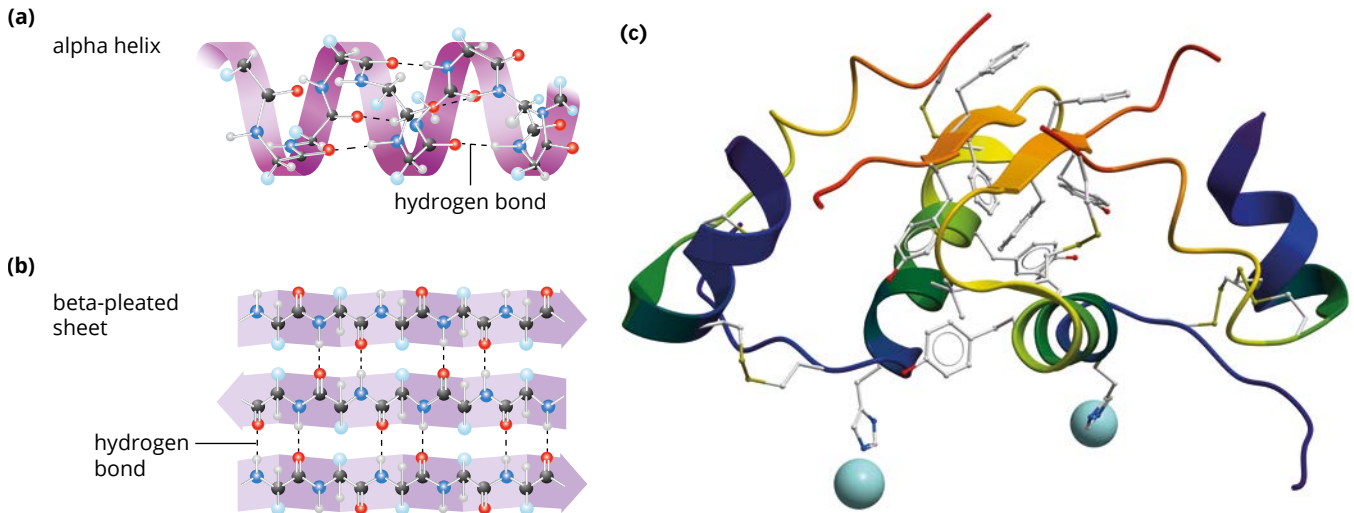 (a)
alpha helix
hydrogen bond
(b)
beta-pleated
sheet
hydrogen
bond
(c)